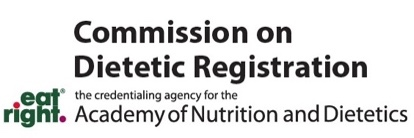 Commission on
Dietetic Registration
eat
right.®
the credentialing agency for the
Academy of Nutrition and Dietetics